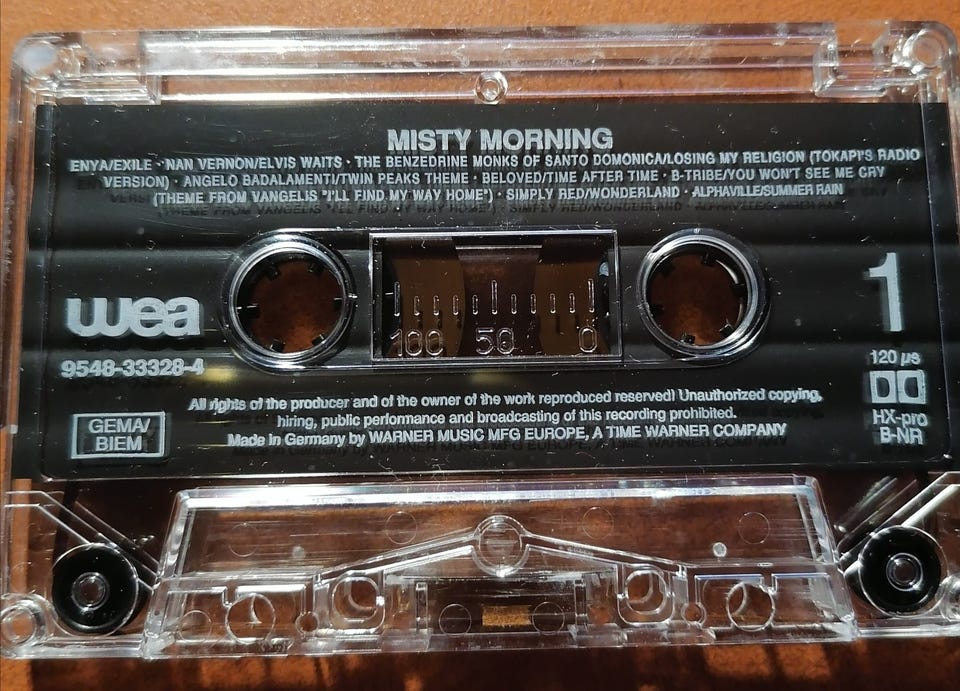 MISTY MORNING
ENYA/EXILE · NAN VERNON/ELVIS WAITS · THE BENZEDRINE MONKS OF SANTO DOMONICA/LOSING MY RELIGION (TOKAPI'S RADIO
VERSION) · ANGELO BADALAMENTI/TWIN PEAKS THEME · BELOVED/TIME AFTER TIME · B-TRIBE/YOU WON'T SEE ME CRY
(THEME FROM VANGELIS "I'LL FIND MY WAY HOME") · SIMPLY RED/WONDERLAND · ALPHAVILLE/SUMMER RAIN
wea
1
100 50 0
9548-33328-4
120 µs
HX-pro
B-NR
GEMA/
BIEM
All rights of the producer and of the owner of the work reproduced reserved! Unauthorized copying,
hiring, public performance and broadcasting of this recording prohibited.
Made in Germany by WARNER MUSIC MFG EUROPE, A TIME WARNER COMPANY